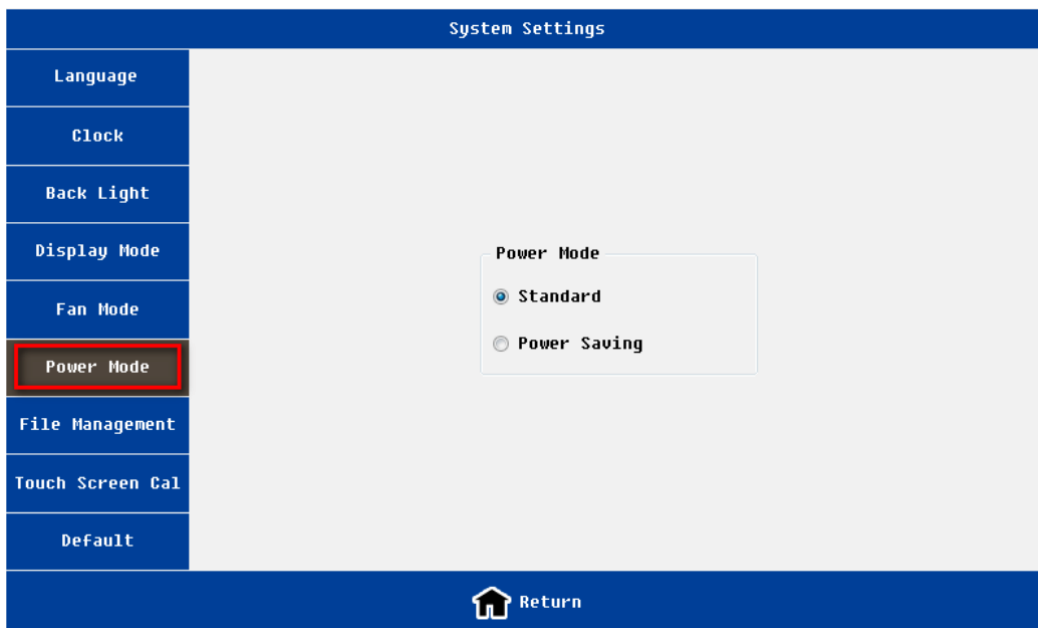 System Settings
Language
Clock
Back Light
Display Mode
Fan Mode
Power Mode
File Management
Touch Screen Cal
Default
Power Mode
Standard
Power Saving
Return